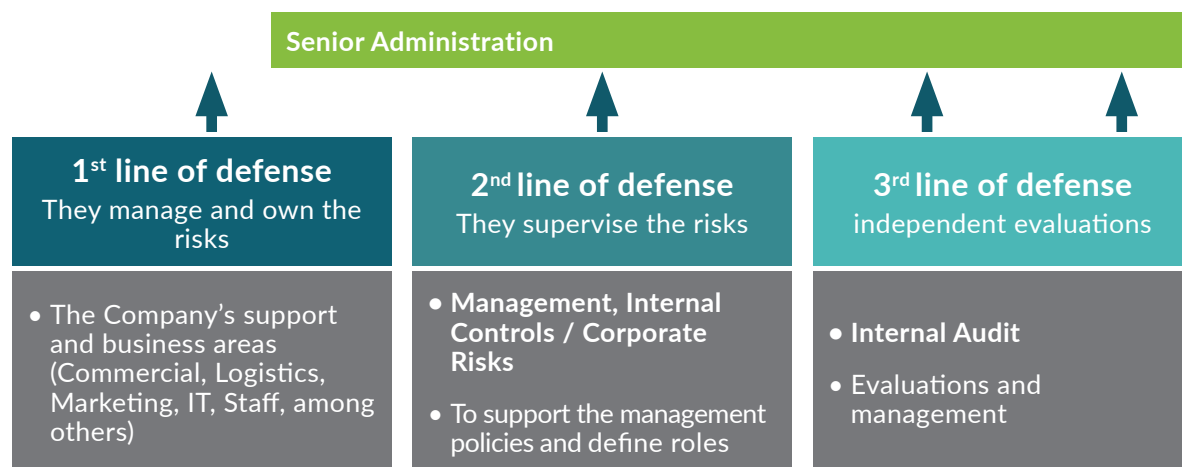 Senior Administration
1st line of defense
They manage and own the
risks
• The Company's support
and business areas
(Commercial, Logistics,
Marketing, IT, Staff, among
others)
2nd line of defense
They supervise the risks
• Management, Internal
Controls / Corporate
Risks
• To support the management
policies and define roles
3rd line of defense
independent evaluations
• Internal Audit
• Evaluations and
management